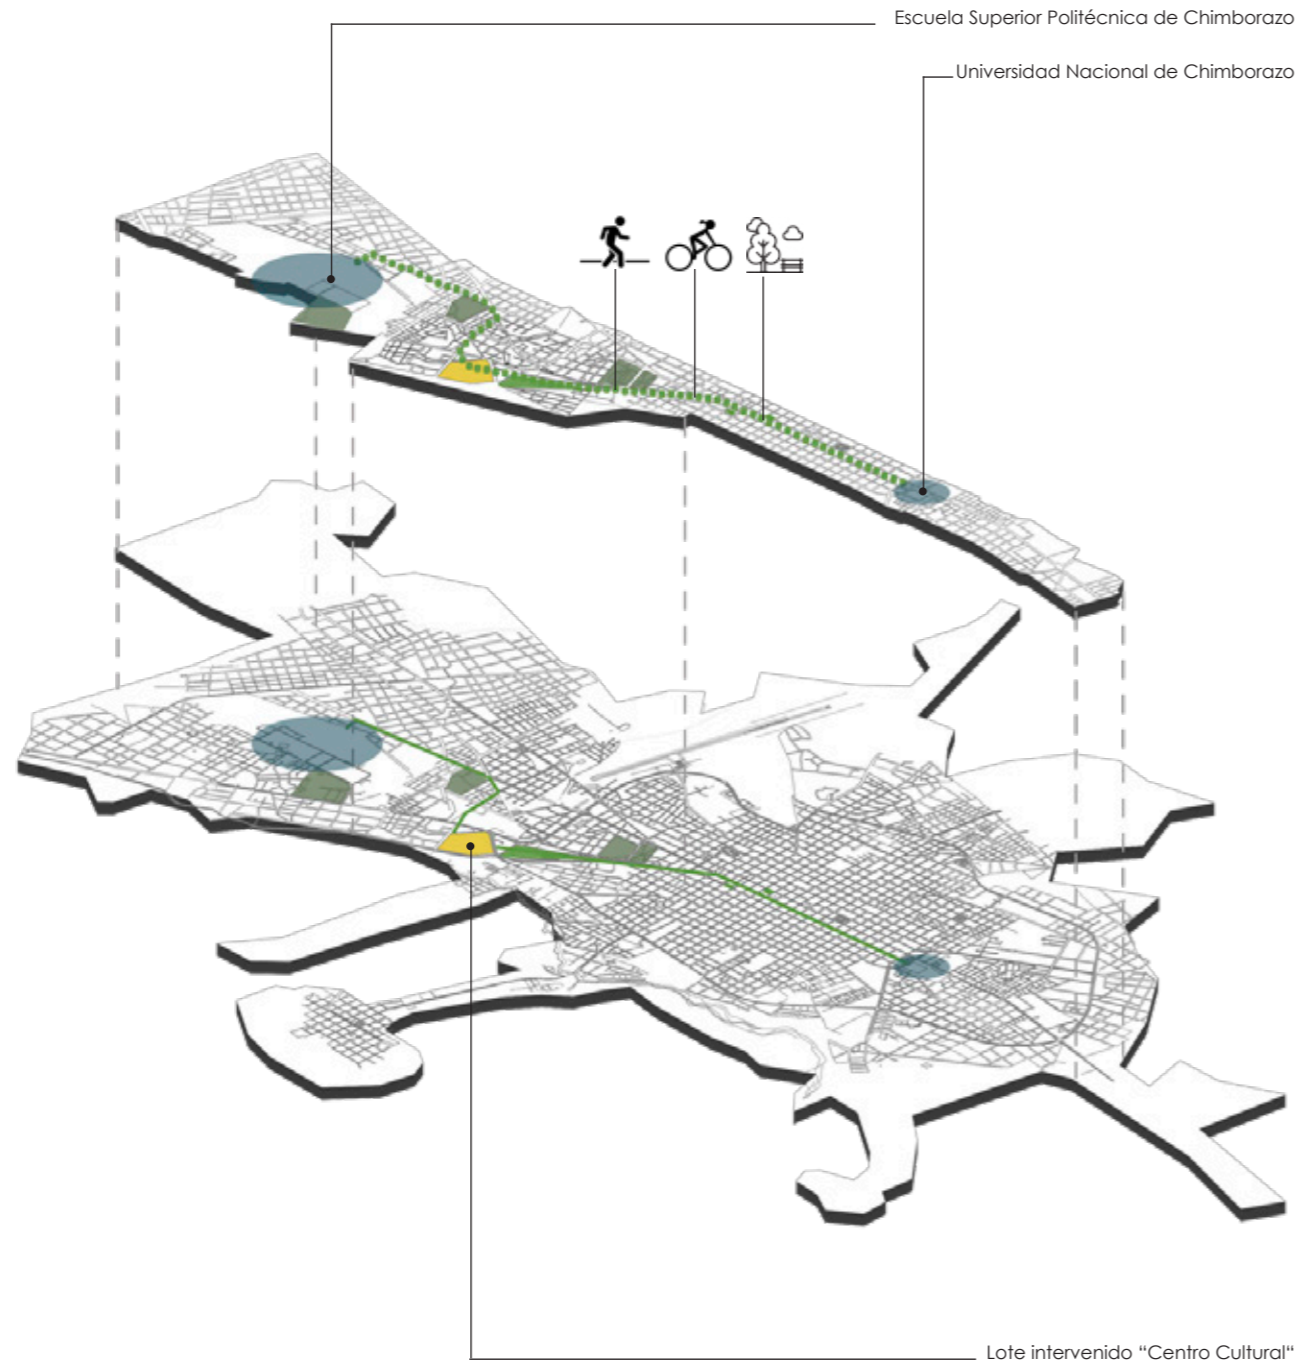 Escuela Superior Politécnica de Chimborazo
Universidad Nacional de Chimborazo
Lote intervenido “Centro Cultural“